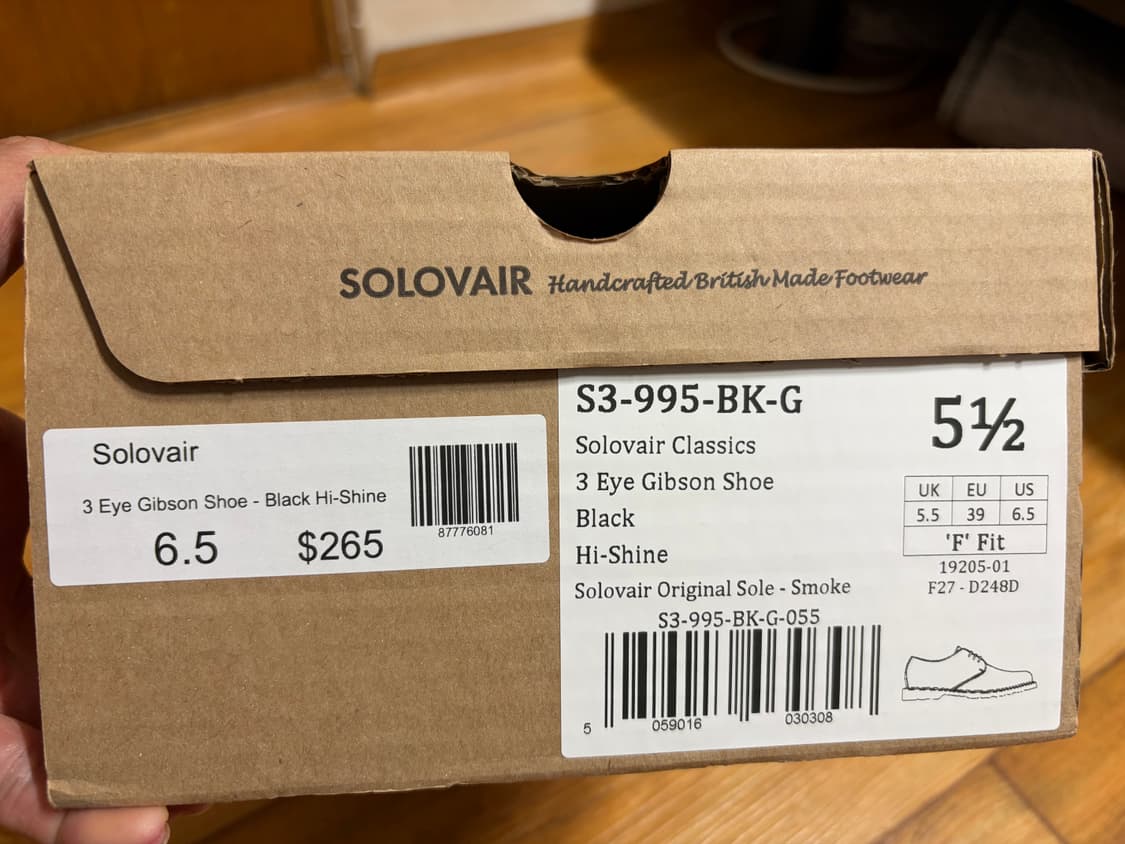 SOLOVAIR Handcrafted British Made Footwear
Solovair
3 Eye Gibson Shoe - Black Hi-Shine
6.5 $265
87776081
S3-995-BK-G
5½
Solovair Classics
3 Eye Gibson Shoe
Black
Hi-Shine
Solovair Original Sole - Smoke
UK EU US
5.5 39 6.5
'F' Fit
19205-01
F27 - D248D
S3-995-BK-G-055
5 059016 030308